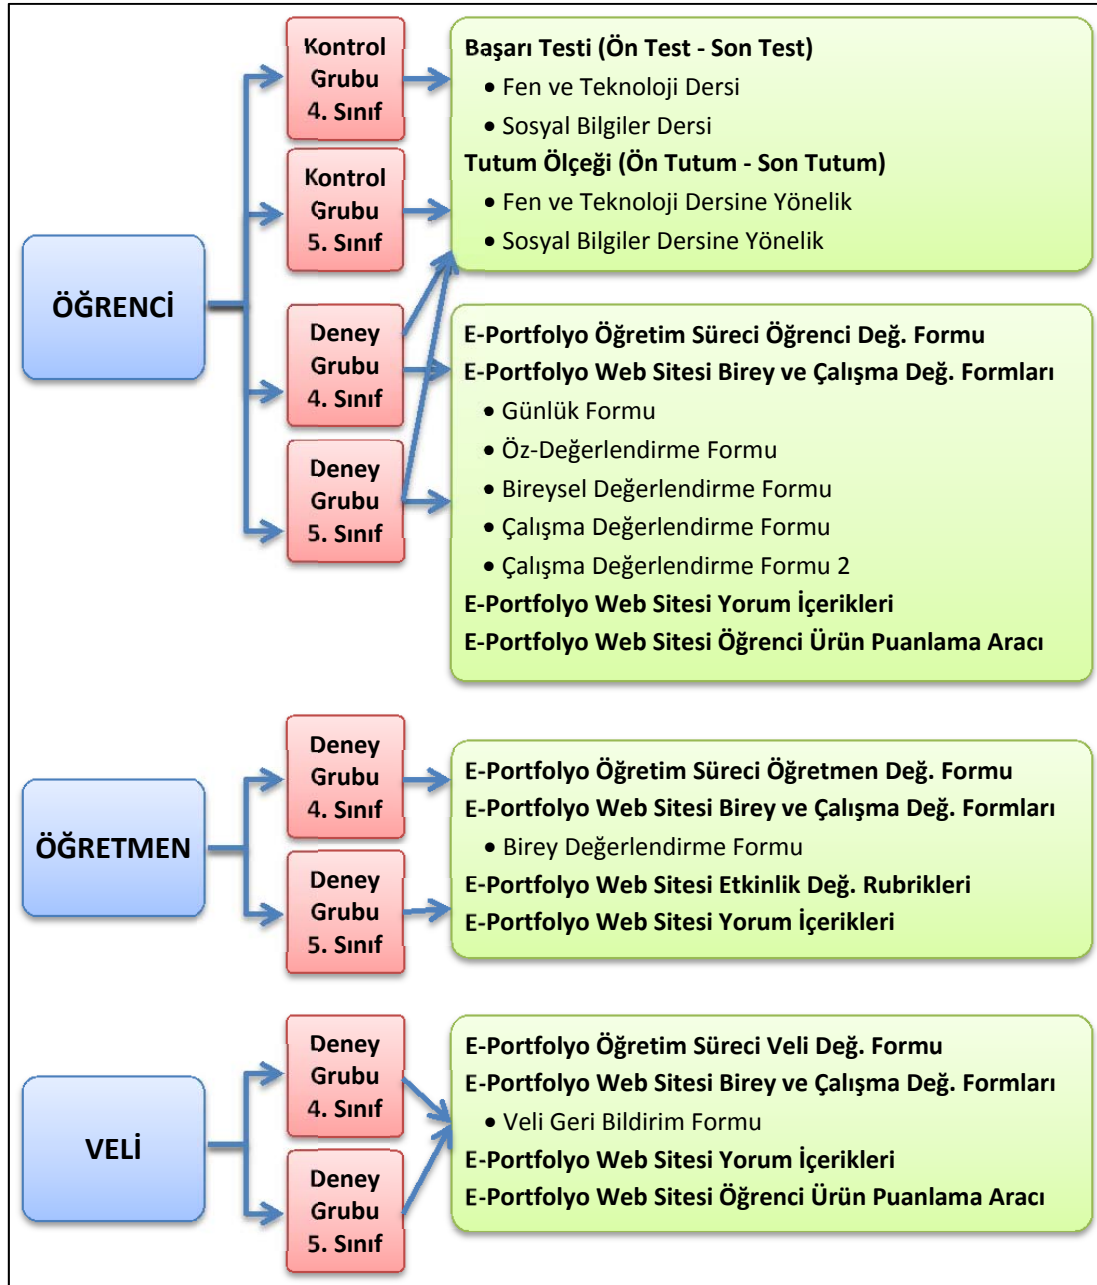 ÖĞRENCİ
Kontrol
Grubu
4. Sınıf
Kontrol
Grubu
5. Sınıf
Deney
Grubu
4. Sınıf
Deney
Grubu
5. Sınıf
Başarı Testi (Ön Test - Son Test)
• Fen ve Teknoloji Dersi
• Sosyal Bilgiler Dersi
Tutum Ölçeği (Ön Tutum - Son Tutum)
• Fen ve Teknoloji Dersine Yönelik
• Sosyal Bilgiler Dersine Yönelik
E-Portfolyo Öğretim Süreci Öğrenci Değ. Formu
E-Portfolyo Web Sitesi Birey ve Çalışma Değ. Formları
• Günlük Formu
• Öz-Değerlendirme Formu
• Bireysel Değerlendirme Formu
• Çalışma Değerlendirme Formu
• Çalışma Değerlendirme Formu 2
E-Portfolyo Web Sitesi Yorum İçerikleri
E-Portfolyo Web Sitesi Öğrenci Ürün Puanlama Aracı
ÖĞRETMEN
Deney
Grubu
4. Sınıf
Deney
Grubu
5. Sınıf
E-Portfolyo Öğretim Süreci Öğretmen Değ. Formu
E-Portfolyo Web Sitesi Birey ve Çalışma Değ. Formları
• Birey Değerlendirme Formu
E-Portfolyo Web Sitesi Etkinlik Değ. Rubrikleri
E-Portfolyo Web Sitesi Yorum İçerikleri
VELİ
Deney
Grubu
4. Sınıf
Deney
Grubu
5. Sınıf
E-Portfolyo Öğretim Süreci Veli Değ. Formu
E-Portfolyo Web Sitesi Birey ve Çalışma Değ. Formları
• Veli Geri Bildirim Formu
E-Portfolyo Web Sitesi Yorum İçerikleri
E-Portfolyo Web Sitesi Öğrenci Ürün Puanlama Aracı